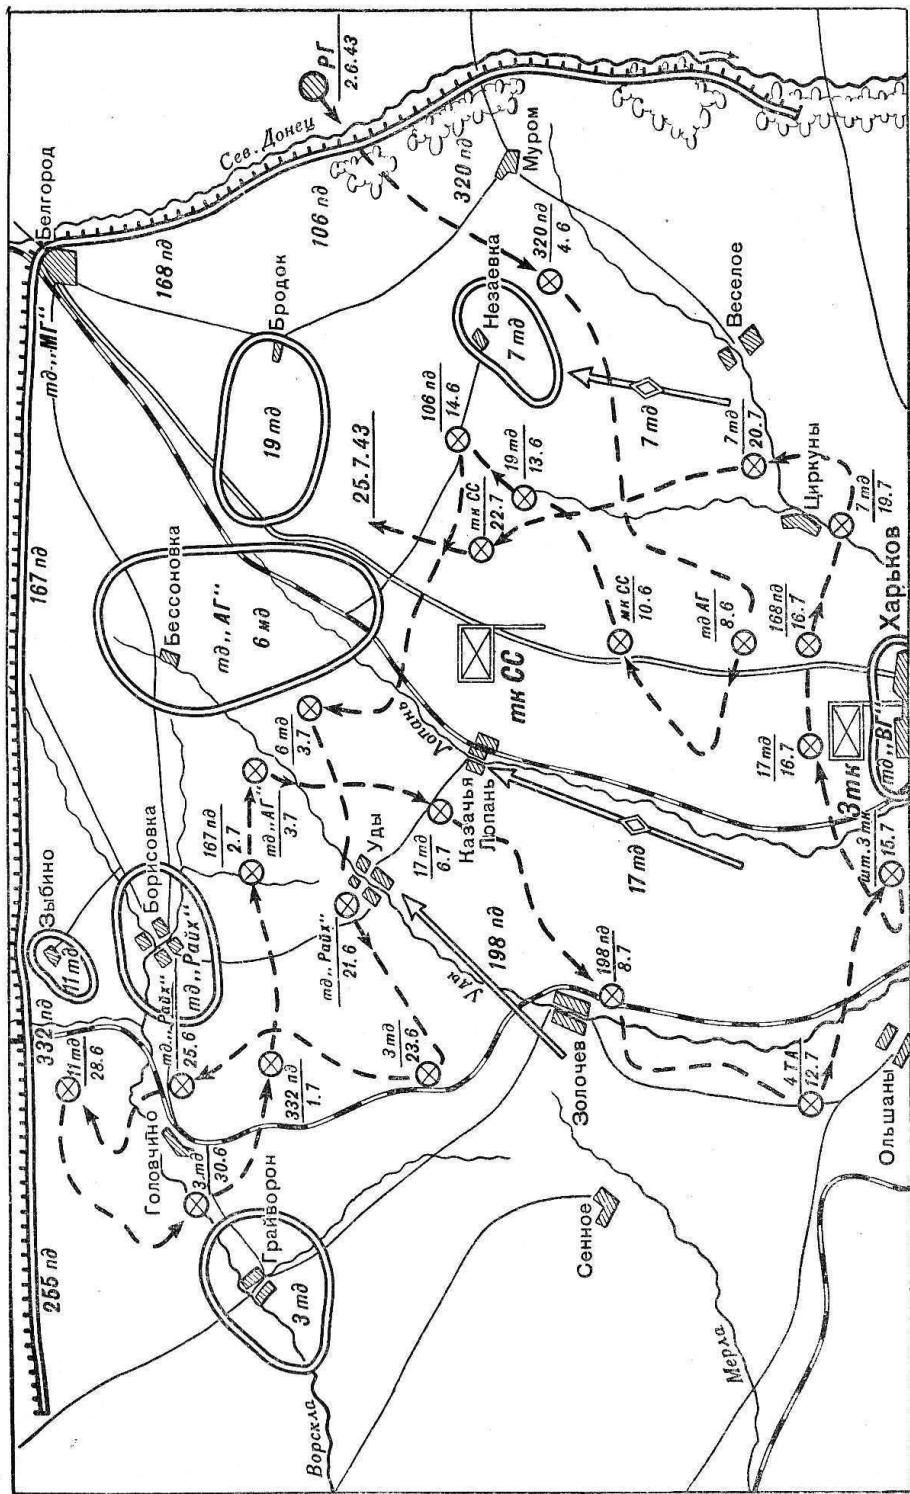 255 пд
332 пд
167 пд
Белгород
Зыбино
11 тд
11 тд
28.6
Борисовка
тд „Райх“
тд „Райх“
25.6
Головчино
3 тд
30.6
Грайворон
3 тд
Ворскла
332 пд
1.7
167 пд
2.7
тд „АГ“
3.7
6 тд
3.7
Бессоновка
тд „АГ“
6 мд
тд „МГ“
168 пд
Бродок
19 тд
Сев. Донец
РГ
2.6.43
106 пд
320 пд
Муром
320 пд
4.6
Незаевка
7 тд
106 пд
14.6
25.7.43
19 тд
13.6
тк СС
22.7
Лопань
Уды
тд „Райх“
21.6
3 тд
23.6
17 тд
6.7
Казачья
Лопань
тк СС
мк СС
10.6
7 тд
Веселое
7 тд
20.7
Циркуны
7 тд
19.7
тд АГ
8.6
168 пд
16.7
17 тд
16.7
17 тд
198 пд
Уды
198 пд
8.7
Золочев
Сенное
Мерла
4 ТА
12.7
Ольшаны
шт. 3 тк
15.7
3 тк
тд „ВГ“
Харьков